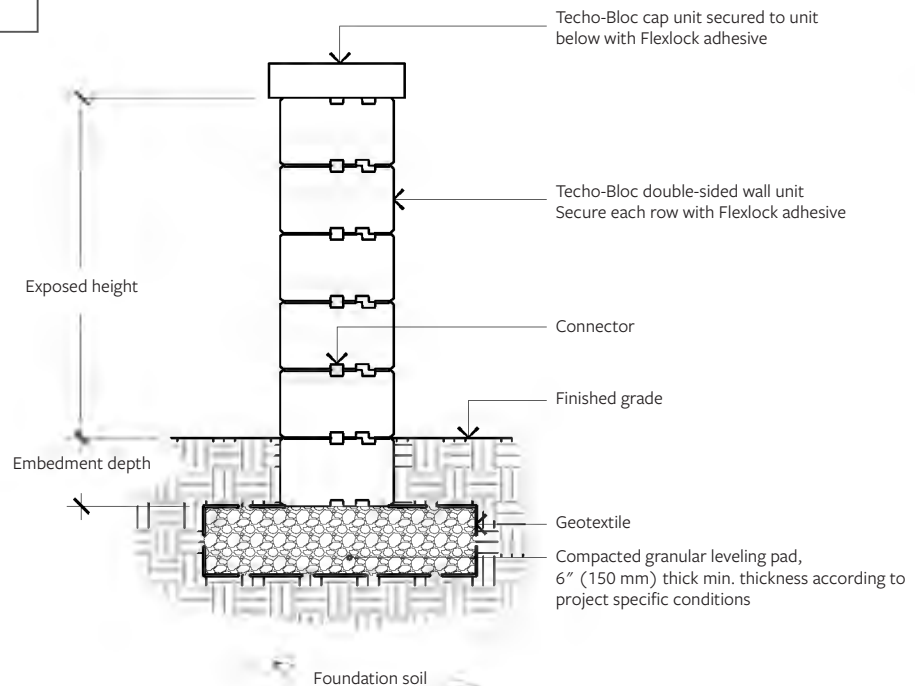 Techo-Bloc cap unit secured to unit
below with Flexlock adhesive
Techo-Bloc double-sided wall unit
Secure each row with Flexlock adhesive
Exposed height
Connector
Finished grade
Embedment depth
Geotextile
Compacted granular leveling pad,
6″ (150 mm) thick min. thickness according to
project specific conditions
Foundation soil